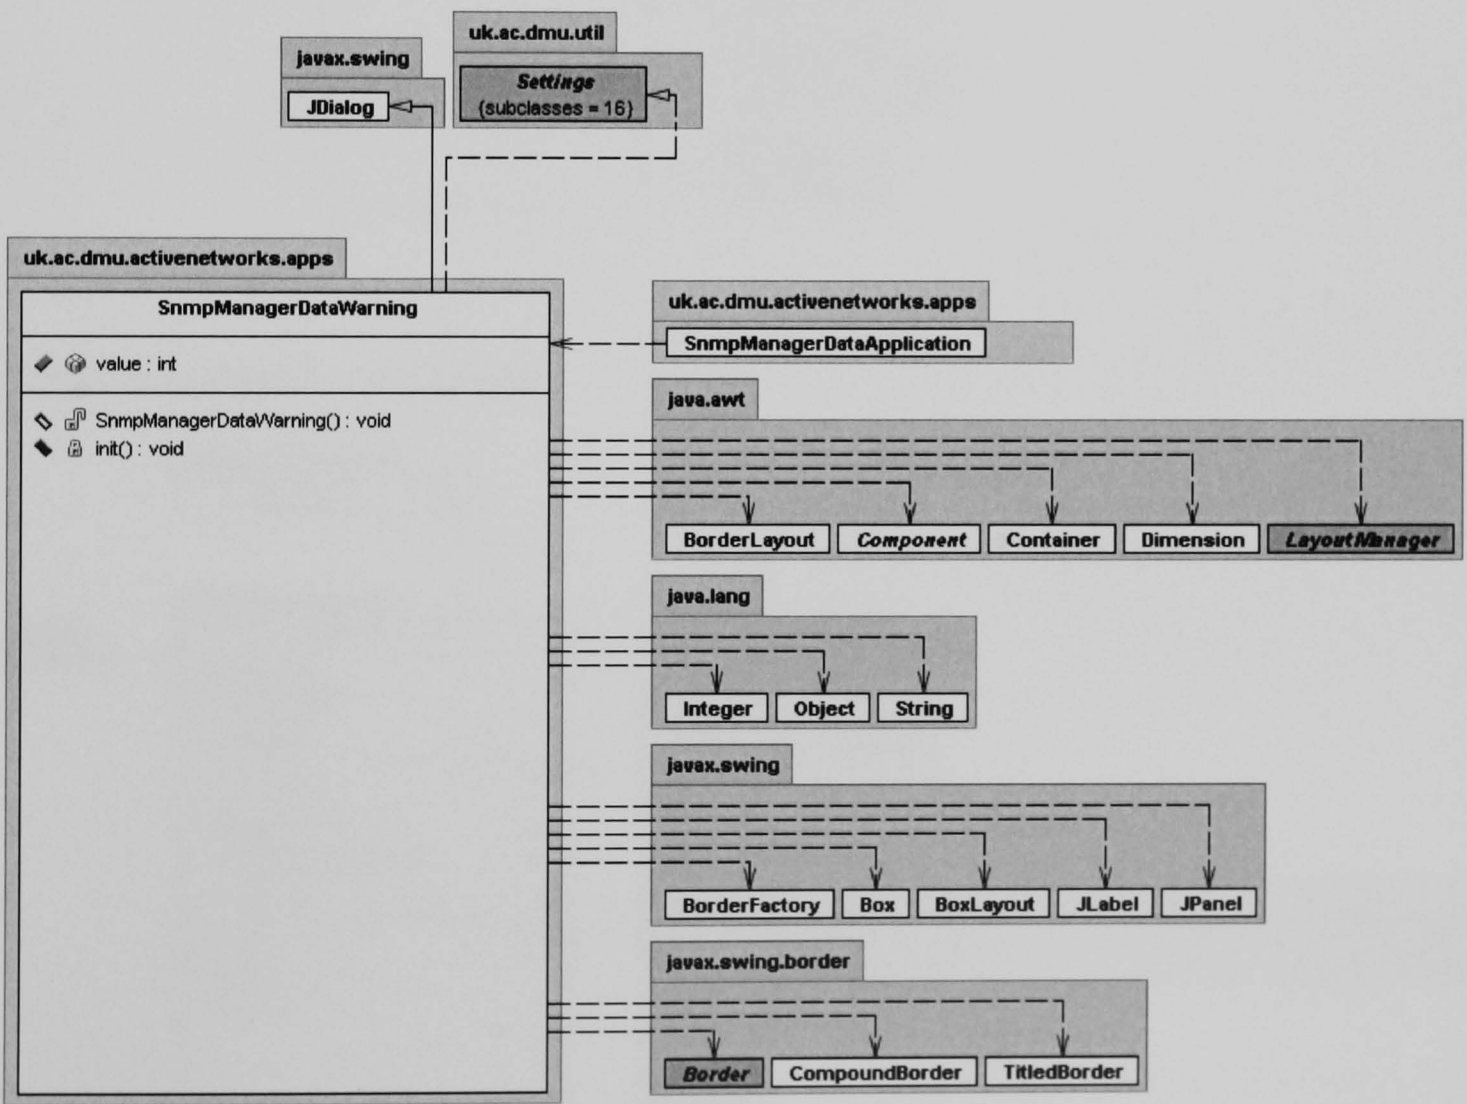 uk.ac.dmu.util
javax.swing
Settings
{subclasses = 16}
JDialog
uk.ac.dmu.activenetworks.apps
SnmpManagerDataWarning
value : int
SnmpManagerDataWarning() : void
init() : void
uk.ac.dmu.activenetworks.apps
SnmpManagerDataApplication
java.awt
BorderLayout Component Container Dimension LayoutManager
java.lang
Integer Object String
javax.swing
BorderFactory Box BoxLayout JLabel JPanel
javax.swing.border
Border CompoundBorder TitledBorder